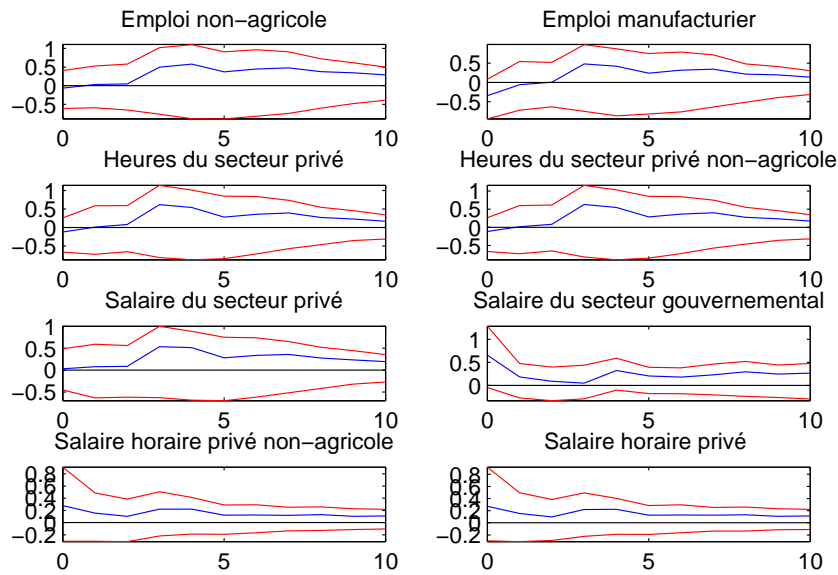 Emploi non−agricole
1
0.5
0
−0.5
0 5 10
Emploi manufacturier
0.5
0
−0.5
0 5 10
Heures du secteur privé
1
0.5
0
−0.5
0 5 10
Heures du secteur privé non−agricole
1
0.5
0
−0.5
0 5 10
Salaire du secteur privé
1
0.5
0
−0.5
0 5 10
Salaire du secteur gouvernemental
1
0.5
0
0 5 10
Salaire horaire privé non−agricole
0.8
0.6
0.4
0.2
0
−0.2
0 5 10
Salaire horaire privé
0.8
0.6
0.4
0.2
0
−0.2
0 5 10